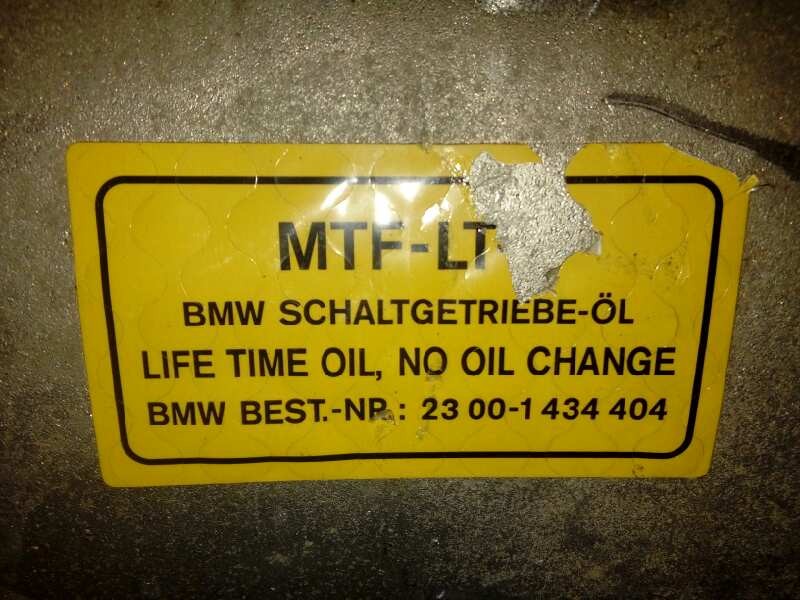 MTF-LT
BMW SCHALTGETRIEBE-ÖL
LIFE TIME OIL, NO OIL CHANGE
BMW BEST.-NR.: 23 00-1 434 404